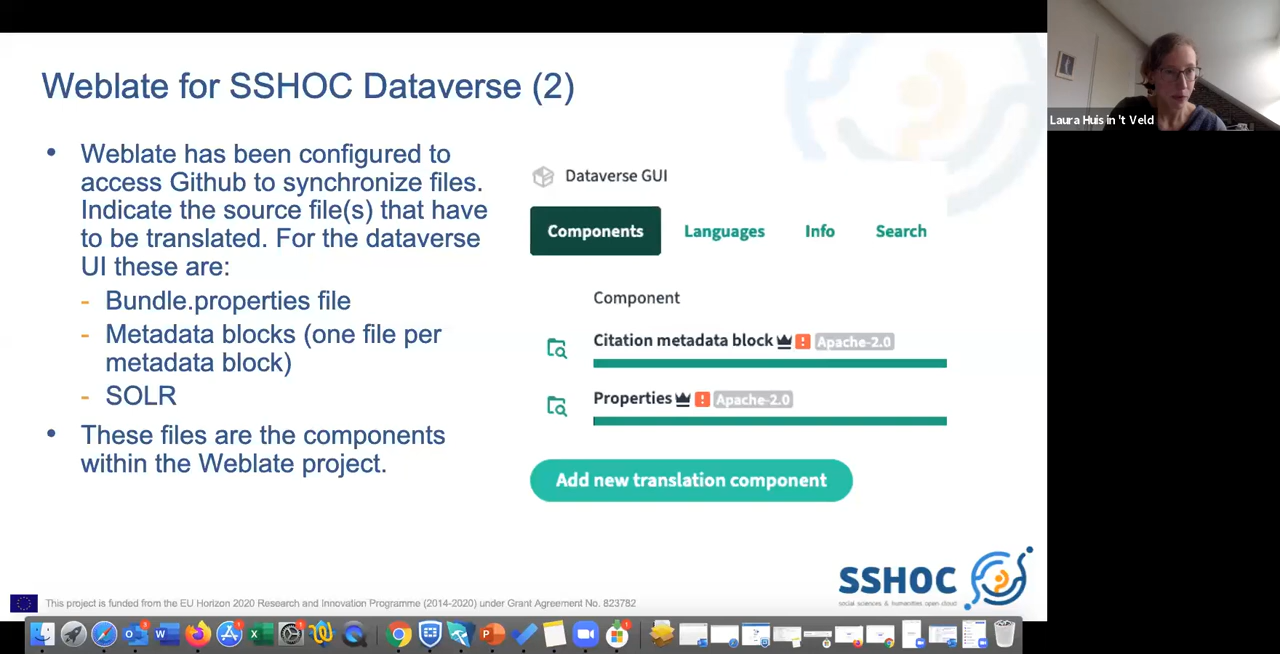 Weblate for SSHOC Dataverse (2)
Laura Huis in 't Veld
• Weblate has been configured to
access Github to synchronize files.
Indicate the source file(s) that have
to be translated. For the dataverse
UI these are:
- Bundle.properties file
- Metadata blocks (one file per
metadata block)
- SOLR
• These files are the components
within the Weblate project.
Dataverse GUI
Components Languages Info Search
Component
Citation metadata block Apache-2.0
Properties Apache-2.0
Add new translation component
SSHOC
social sciences & humanities open cloud
This project is funded from the EU Horizon 2020 Research and Innovation Programme (2014-2020) under Grant Agreement No. 823782